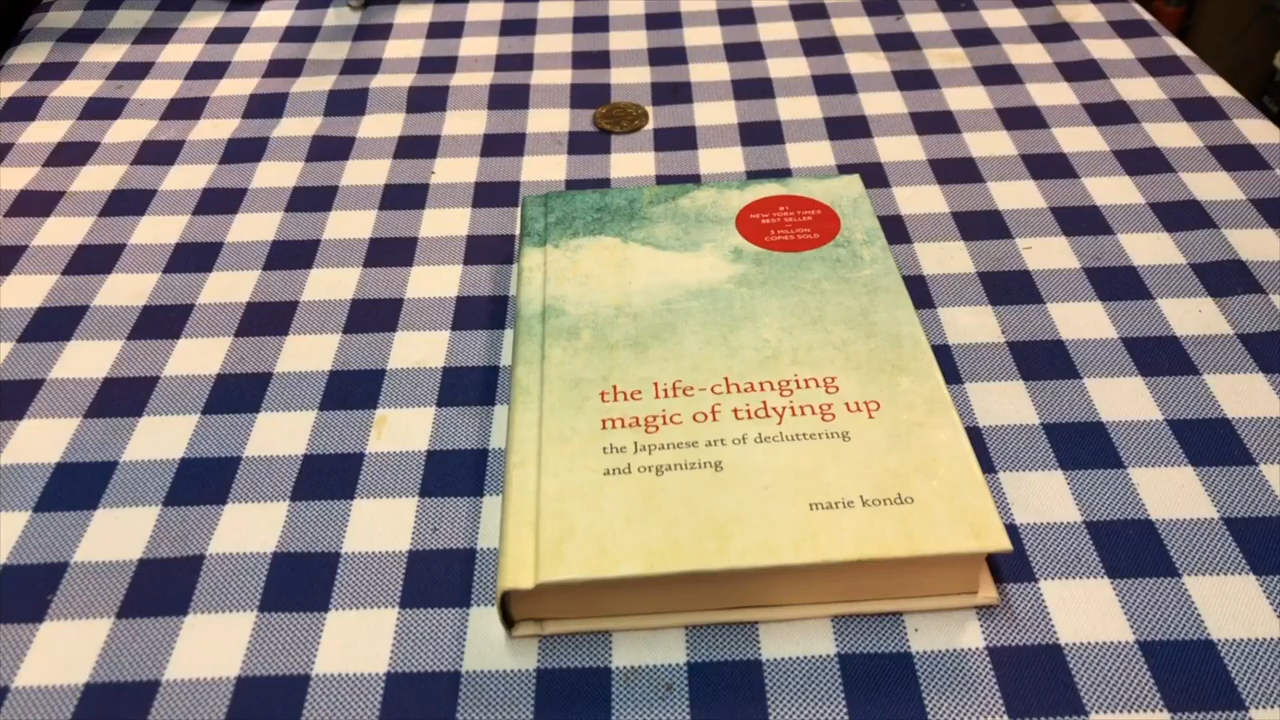 #1
NEW YORK TIMES
BEST SELLER
—
3 MILLION
COPIES SOLD
the life-changing
magic of tidying up
the Japanese art of decluttering
and organizing
marie kondo